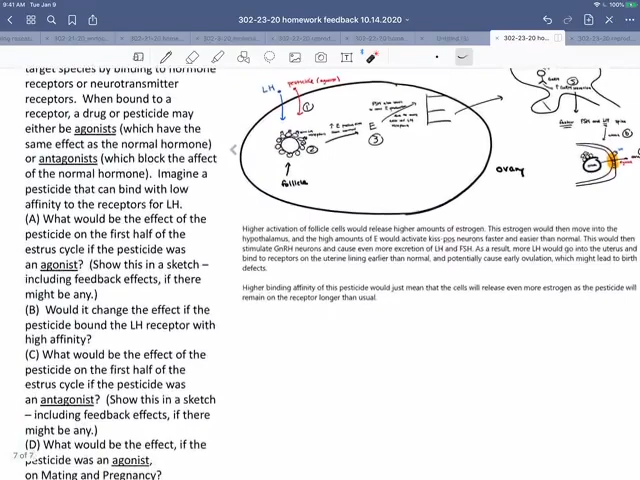 9:41 AM Tue Jan 9
302-23-20 homework feedback 10.14.2020
target species by binding to hormone
receptors or neurotransmitter
receptors. When bound to a
receptor, a drug or pesticide may
either be agonists (which have the
same effect as the normal hormone)
or antagonists (which block the affect
of the normal hormone). Imagine a
pesticide that can bind with low
affinity to the receptors for LH.
(A) What would be the effect of the
pesticide on the first half of the
estrus cycle if the pesticide was
an agonist? (Show this in a sketch –
including feedback effects, if there
might be any.)
(B) Would it change the effect if the
pesticide bound the LH receptor with
high affinity?
(C) What would be the effect of the
pesticide on the first half of the
estrus cycle if the pesticide was
an antagonist? (Show this in a sketch
– including feedback effects, if there
might be any.)
(D) What would be the effect, if the
pesticide was an agonist,
on Mating and Pregnancy?
7 of 7
LH
pesticide (agonist)
1
2
E
3
follicle
ovary
5
faster FSH and LH spike
6
Higher activation of follicle cells would release higher amounts of estrogen. This estrogen would then move into the
hypothalamus, and the high amounts of E would activate kiss-pos neurons faster and easier than normal. This would then
stimulate GnRH neurons and cause even more excretion of LH and FSH. As a result, more LH would go into the uterus and
bind to receptors on the uterine lining earlier than normal, and potentially cause early ovulation, which might lead to birth
defects.
Higher binding affinity of this pesticide would just mean that the cells will release even more estrogen as the pesticide will
remain on the receptor longer than usual.